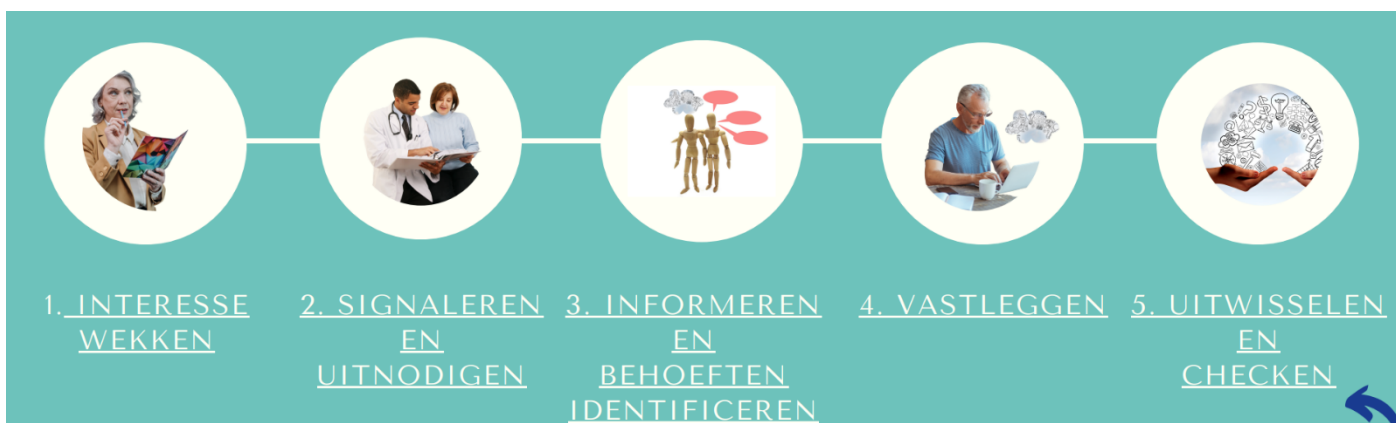 1. INTERESSE
WEKKEN
2. SIGNALEREN
EN
UITNODIGEN
3. INFORMEREN
EN
BEHOEFTEN
IDENTIFICEREN
4. VASTLEGGEN
5. UITWISSELEN
EN
CHECKEN